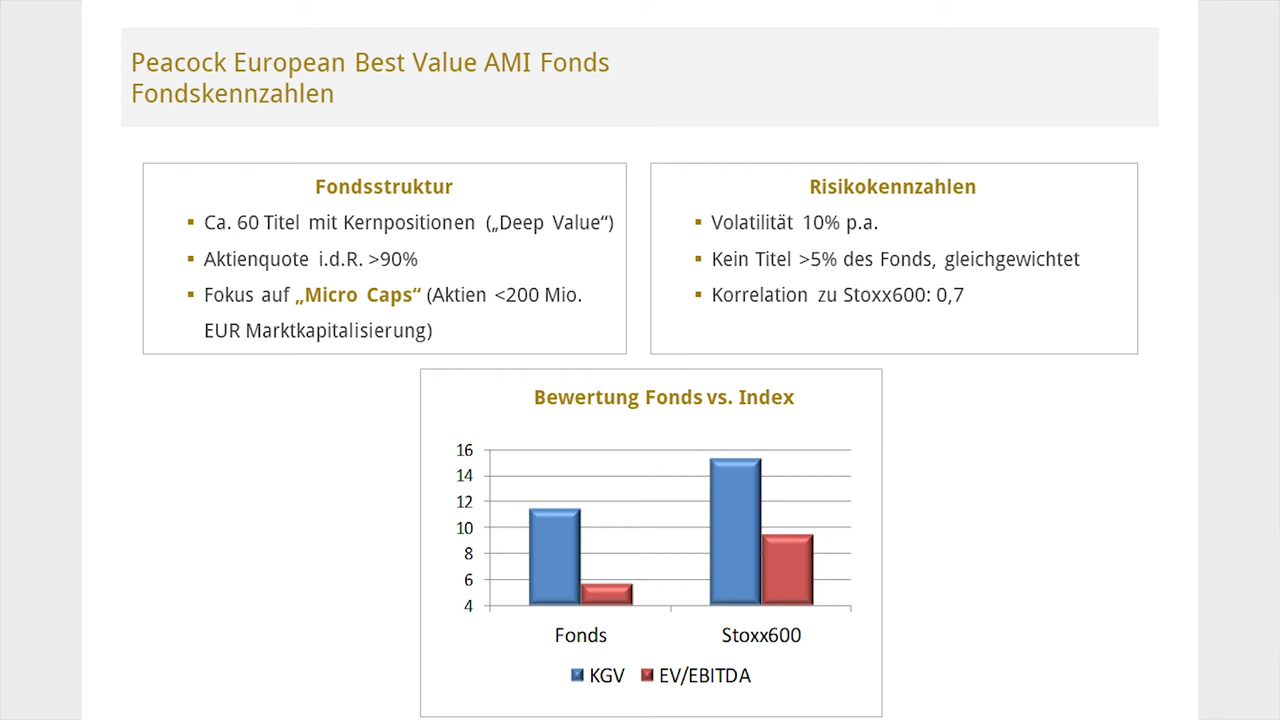 Peacock European Best Value AMI Fonds
Fondskennzahlen
Fondsstruktur
▪ Ca. 60 Titel mit Kernpositionen („Deep Value“)
▪ Aktienquote i.d.R. >90%
▪ Fokus auf „Micro Caps“ (Aktien <200 Mio.
EUR Marktkapitalisierung)
Risikokennzahlen
▪ Volatilität 10% p.a.
▪ Kein Titel >5% des Fonds, gleichgewichtet
▪ Korrelation zu Stoxx600: 0,7
Bewertung Fonds vs. Index
16
14
12
10
8
6
4
Fonds Stoxx600
KGV EV/EBITDA